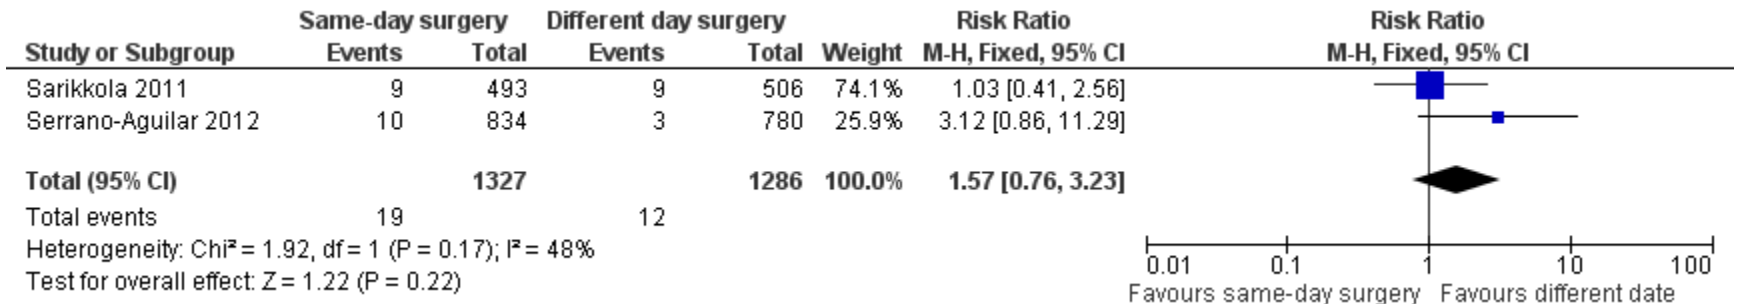 Same-day surgery Different day surgery Risk Ratio Risk Ratio
Study or Subgroup Events Total Events Total Weight M-H, Fixed, 95% CI M-H, Fixed, 95% CI
Sarikkola 2011 9 493 9 506 74.1% 1.03 [0.41, 2.56]
Serrano-Aguilar 2012 10 834 3 780 25.9% 3.12 [0.86, 11.29]
Total (95% CI) 1327 1286 100.0% 1.57 [0.76, 3.23]
Total events 19 12
Heterogeneity: Chi² = 1.92, df = 1 (P = 0.17); I² = 48%
Test for overall effect: Z = 1.22 (P = 0.22)
0.01 0.1 1 10 100
Favours same-day surgery Favours different date